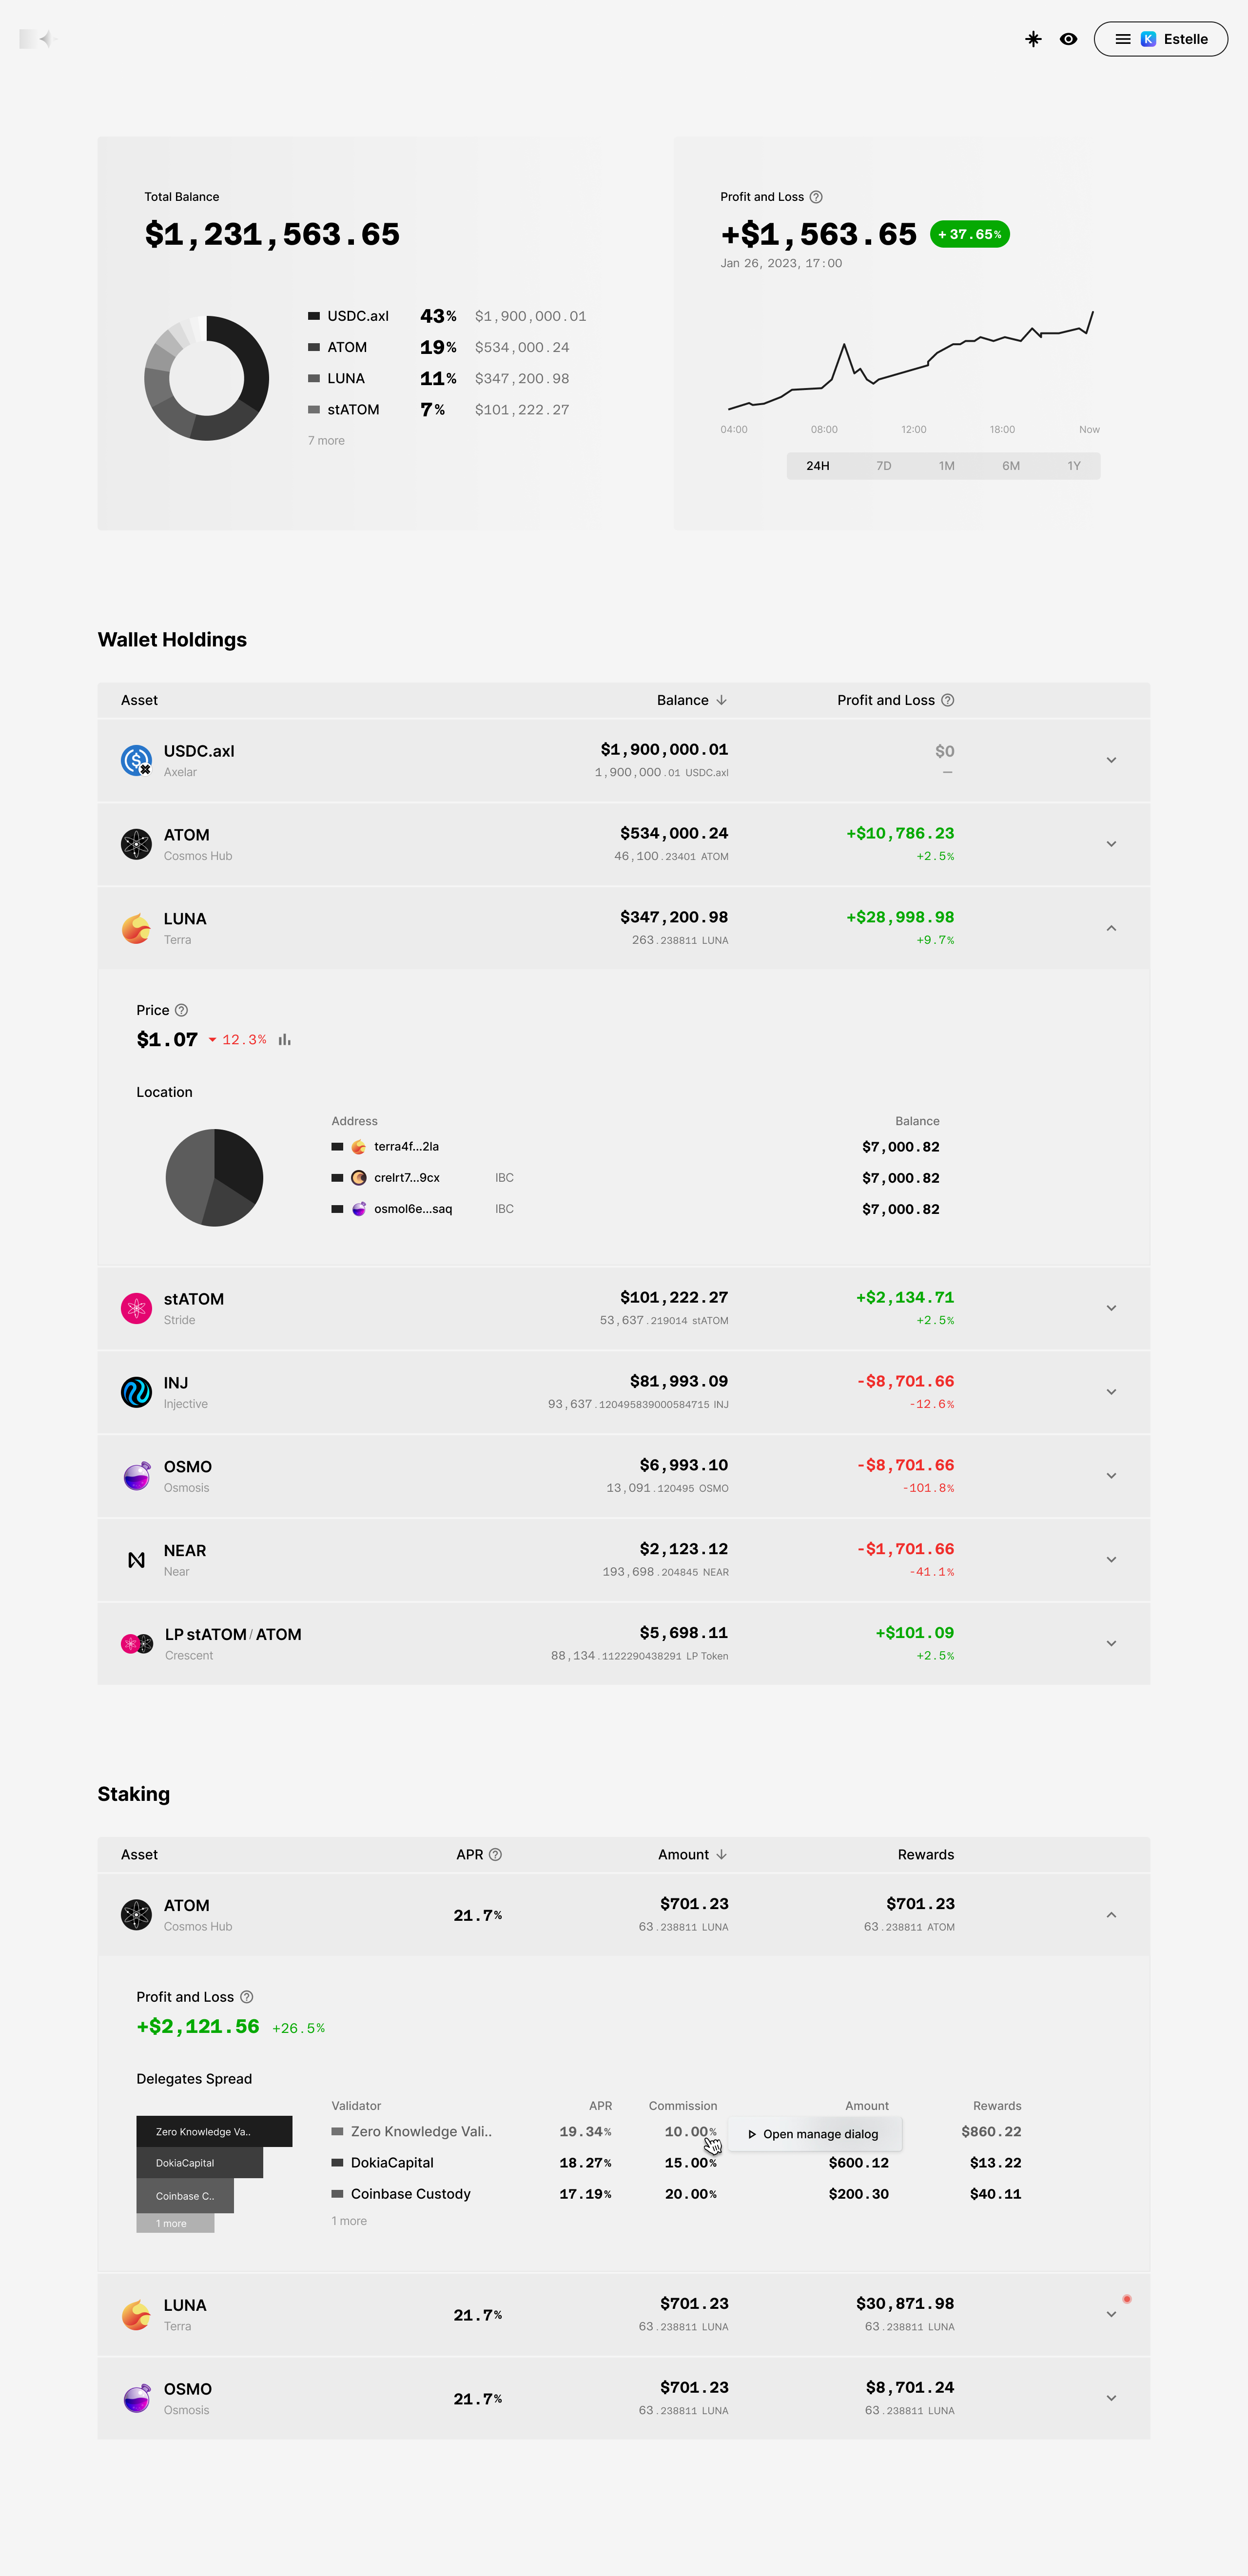 K Estelle
Total Balance
$1,231,563.65
USDC.axl 43% $1,900,000.01
ATOM 19% $534,000.24
LUNA 11% $347,200.98
stATOM 7% $101,222.27
7 more
Profit and Loss ?
+$1,563.65 +37.65%
Jan 26, 2023, 17:00
04:00 08:00 12:00 18:00 Now
24H 7D 1M 6M 1Y
Wallet Holdings
Asset Balance Profit and Loss ?
USDC.axl $1,900,000.01 $0
Axelar 1,900,000.01 USDC.axl —
ATOM $534,000.24 +$10,786.23
Cosmos Hub 46,100.23401 ATOM +2.5%
LUNA $347,200.98 +$28,998.98
Terra 263.238811 LUNA +9.7%
Price ?
$1.07 12.3%
Location
Address Balance
terra4f...2la $7,000.82
crelrt7...9cx IBC $7,000.82
osmol6e...saq IBC $7,000.82
stATOM $101,222.27 +$2,134.71
Stride 53,637.219014 stATOM +2.5%
INJ $81,993.09 -$8,701.66
Injective 93,637.120495839000584715 INJ -12.6%
OSMO $6,993.10 -$8,701.66
Osmosis 13,091.120495 OSMO -101.8%
NEAR $2,123.12 -$1,701.66
Near 193,698.204845 NEAR -41.1%
LP stATOM / ATOM $5,698.11 +$101.09
Crescent 88,134.1122290438291 LP Token +2.5%
Staking
Asset APR ? Amount Rewards
ATOM 21.7% $701.23 $701.23
Cosmos Hub 63.238811 LUNA 63.238811 ATOM
Profit and Loss ?
+$2,121.56 +26.5%
Delegates Spread
Validator APR Commission Amount Rewards
Zero Knowledge Va.. Zero Knowledge Vali.. 19.34% 10.00% Open manage dialog $860.22
DokiaCapital DokiaCapital 18.27% 15.00% $600.12 $13.22
Coinbase C.. Coinbase Custody 17.19% 20.00% $200.30 $40.11
1 more 1 more
LUNA 21.7% $701.23 $30,871.98
Terra 63.238811 LUNA 63.238811 LUNA
OSMO 21.7% $701.23 $8,701.24
Osmosis 63.238811 LUNA 63.238811 LUNA